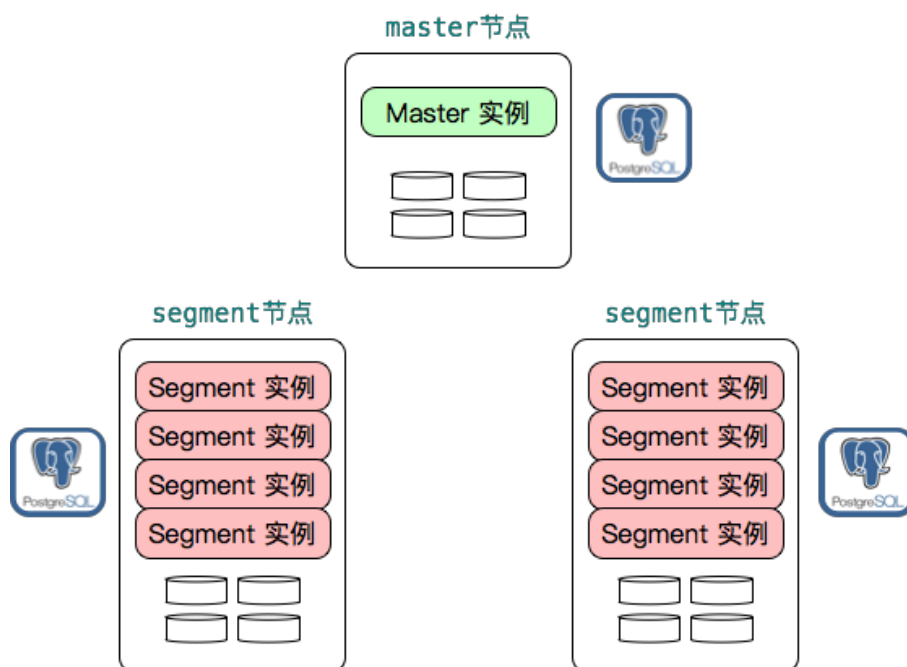 master节点
Master 实例
PostgreSQL
segment节点
segment节点
Segment 实例
Segment 实例
Segment 实例
Segment 实例
PostgreSQL
Segment 实例
Segment 实例
Segment 实例
Segment 实例
PostgreSQL